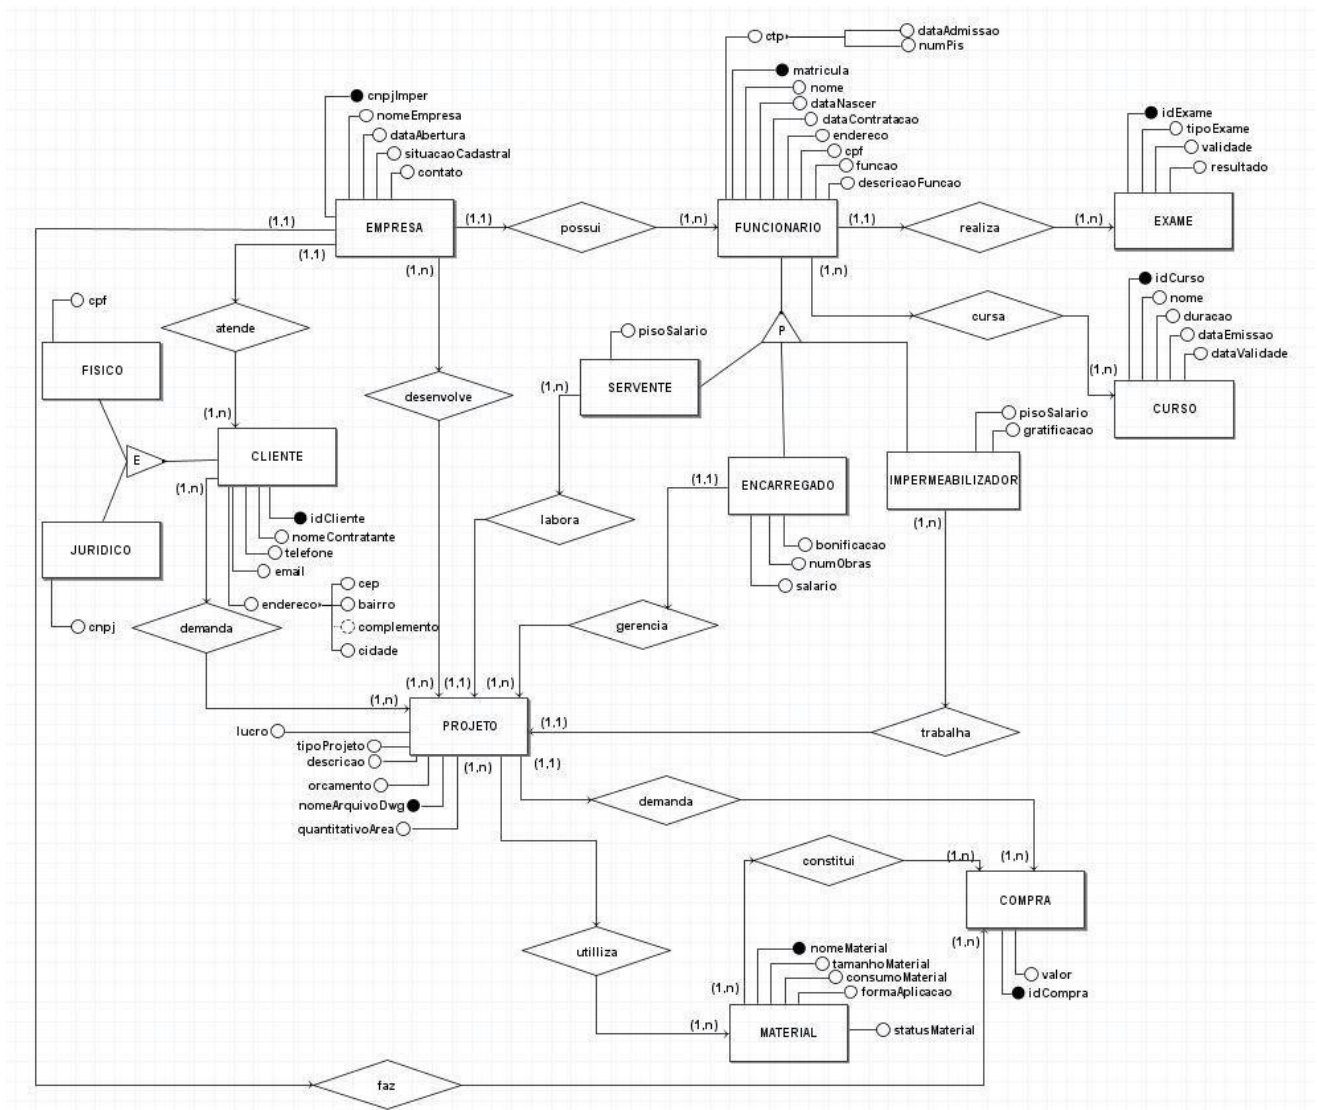 ctp
dataAdmissao
numPis
matricula
nome
dataNascer
dataContratacao
endereco
cpf
funcao
descricaoFuncao
cnpjImper
nomeEmpresa
dataAbertura
situacaoCadastral
contato
idExame
tipoExame
validade
resultado
(1,1)
EMPRESA
(1,1)
possui
(1,n)
FUNCIONARIO
(1,1)
realiza
(1,n)
EXAME
(1,1)
(1,n)
(1,n)
idCurso
nome
duracao
dataEmissao
dataValidade
cpf
atende
cursa
P
pisoSalario
FISICO
SERVENTE
(1,n)
(1,n)
CURSO
desenvolve
(1,n)
pisoSalario
gratificacao
CLIENTE
E
(1,n)
(1,1)
ENCARREGADO
IMPERMEABILIZADOR
idCliente
nomeContratante
telefone
email
labora
(1,n)
JURIDICO
bonificacao
numObras
salario
endereco
cep
bairro
complemento
cidade
cnpj
demanda
gerencia
(1,n)
(1,1)
(1,n)
(1,n)
PROJETO
(1,1)
trabalha
lucro
tipoProjeto
descricao
orcamento
nomeArquivoDwg
quantitativoArea
(1,n)
(1,1)
demanda
constitui
(1,n)
(1,n)
COMPRA
(1,n)
utilliza
nomeMaterial
tamanhoMaterial
consumoMaterial
formaAplicacao
(1,n)
valor
idCompra
(1,n)
MATERIAL
statusMaterial
faz